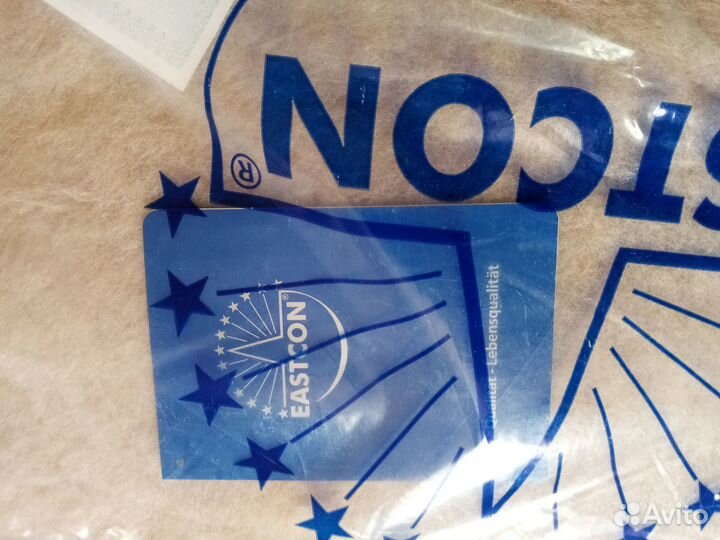 STCON
®
EASTCON®
Qualität - Lebensqualität
Avito